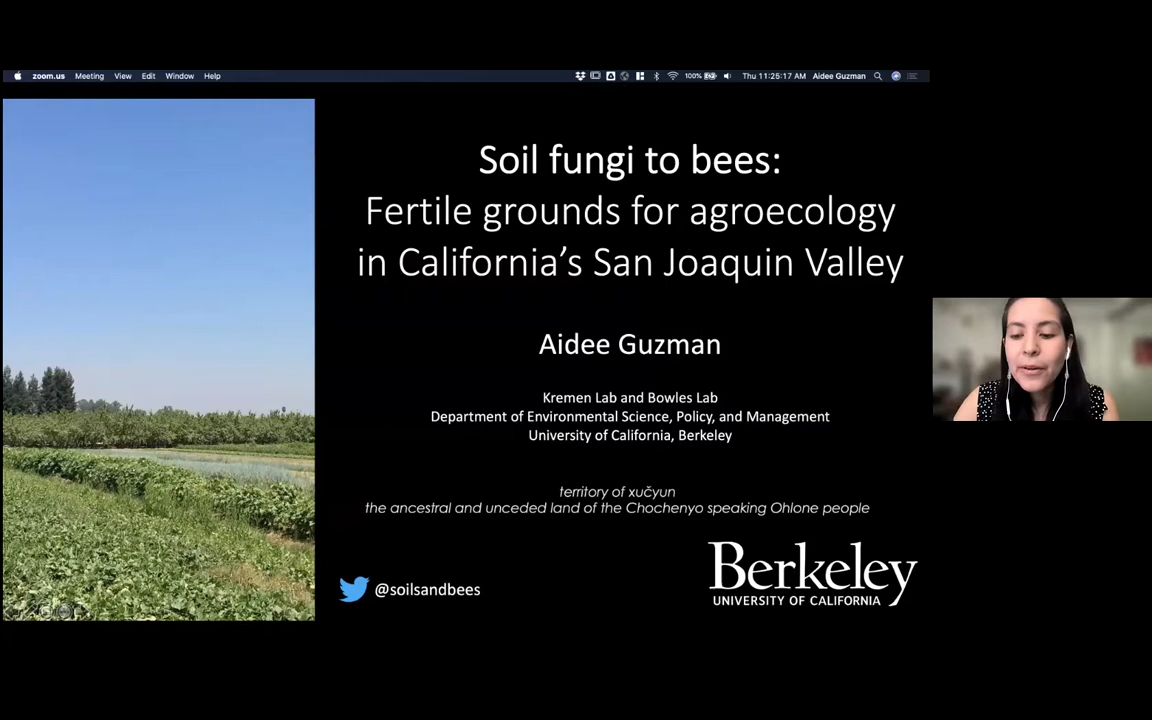 zoom.us Meeting View Edit Window Help 100% Thu 11:25:17 AM Aidee Guzman
Soil fungi to bees:
Fertile grounds for agroecology
in California’s San Joaquin Valley
Aidee Guzman
Kremen Lab and Bowles Lab
Department of Environmental Science, Policy, and Management
University of California, Berkeley
territory of xučyun
the ancestral and unceded land of the Chochenyo speaking Ohlone people
@soilsandbees
Berkeley
UNIVERSITY OF CALIFORNIA